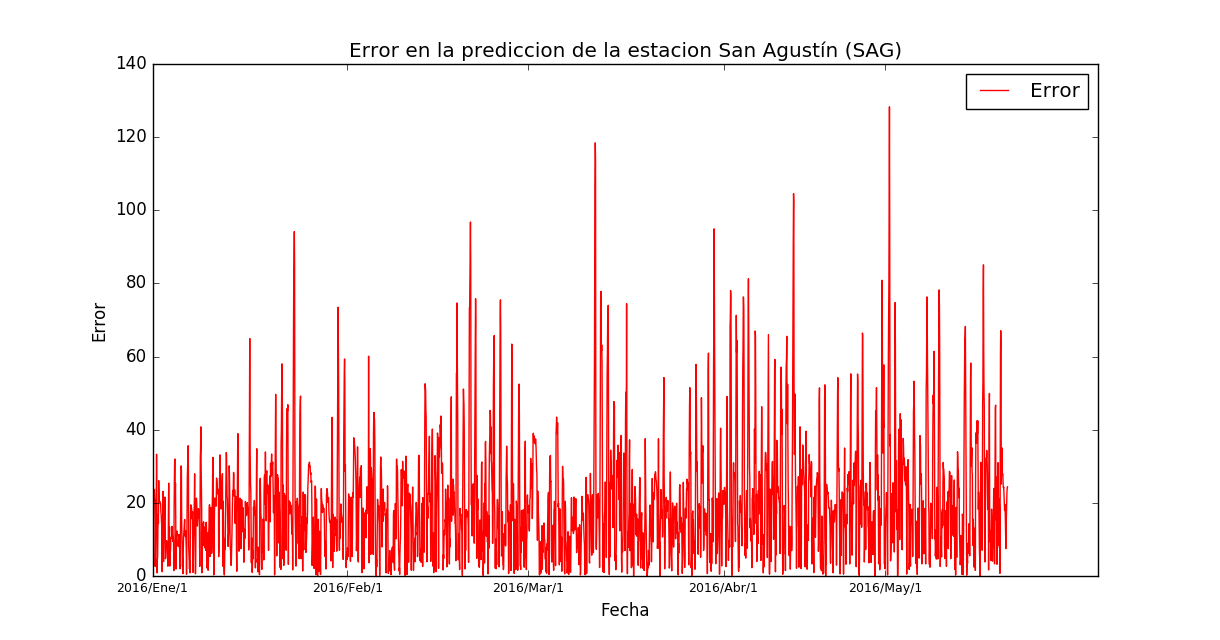 Error en la prediccion de la estacion San Agustín (SAG)
Error
140
120
100
80
60
40
20
0
Error
2016/Ene/1 2016/Feb/1 2016/Mar/1 2016/Abr/1 2016/May/1
Fecha